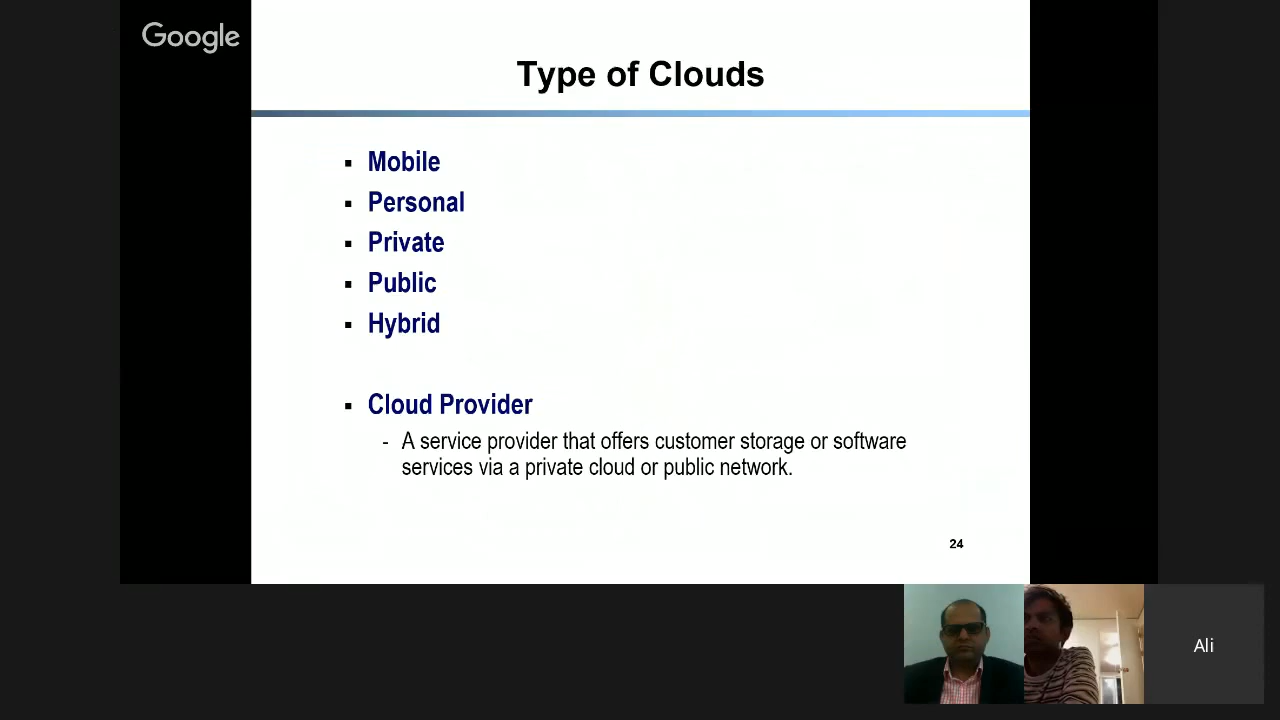 Google
Type of Clouds
▪ Mobile
▪ Personal
▪ Private
▪ Public
▪ Hybrid
▪ Cloud Provider
- A service provider that offers customer storage or software
services via a private cloud or public network.
24
Ali